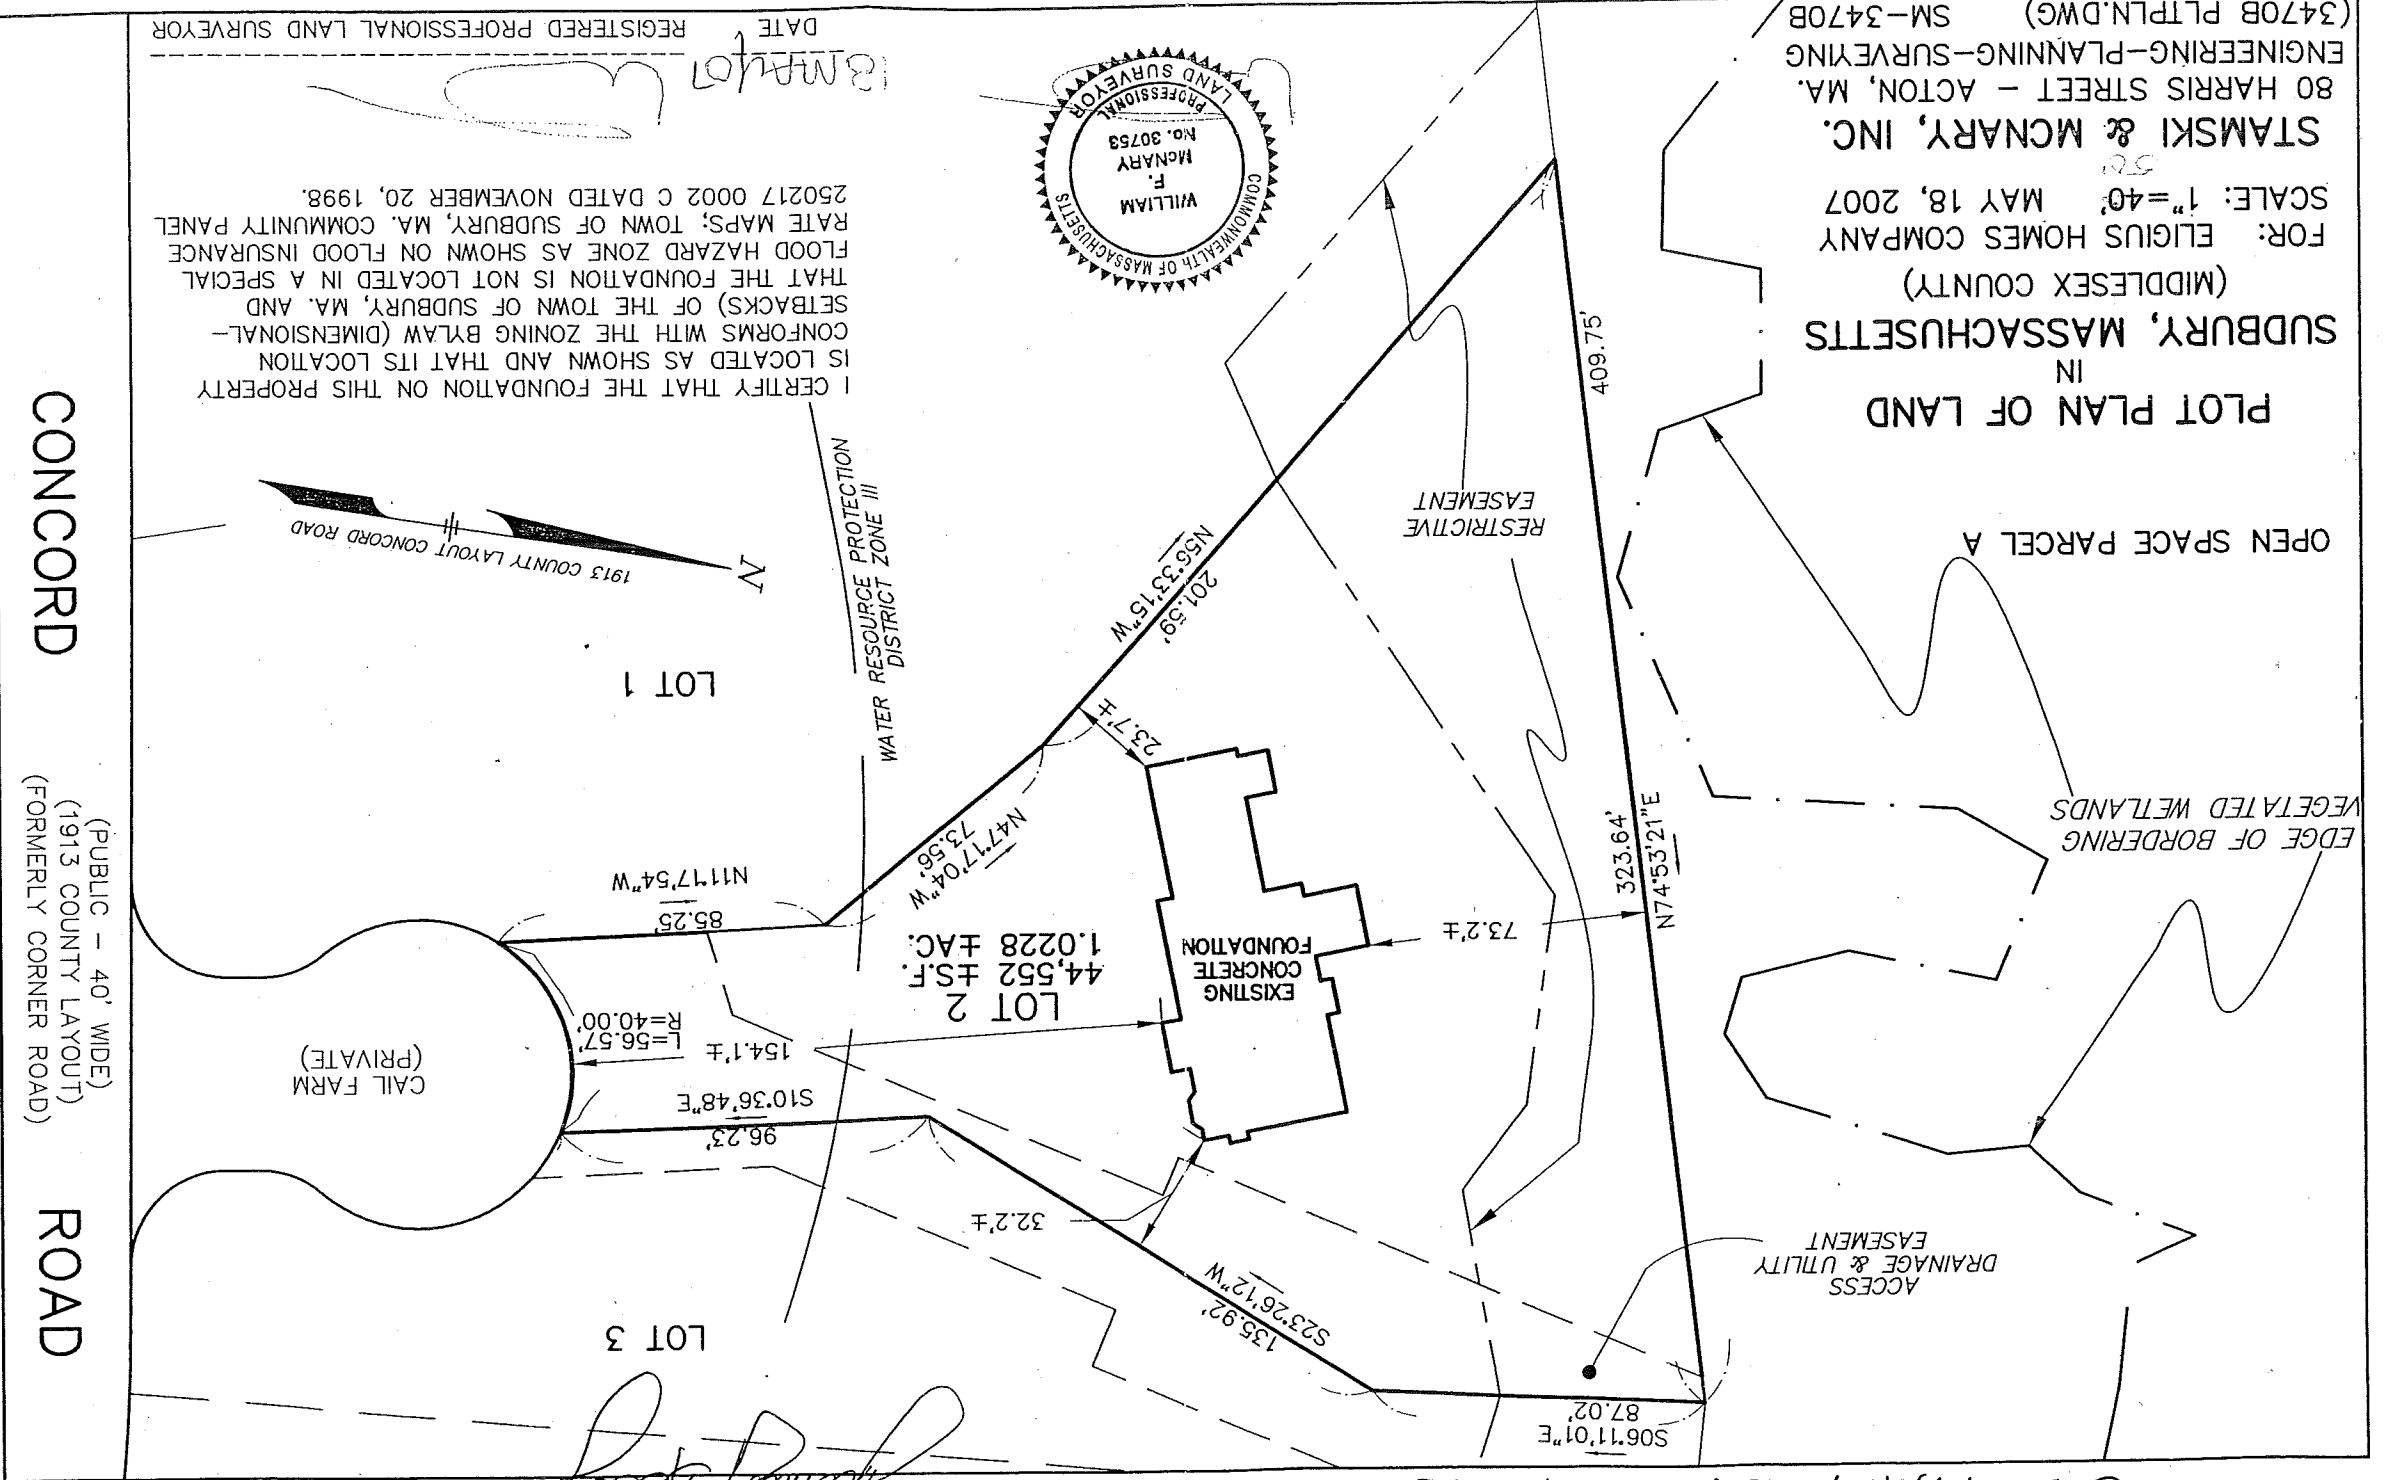 PLOT PLAN OF LAND
IN
SUDBURY, MASSACHUSETTS
(MIDDLESEX COUNTY)
FOR: ELIGIUS HOMES COMPANY
SCALE: 1"=40' MAY 18, 2007
50'
STAMSKI & MCNARY, INC.
80 HARRIS STREET – ACTON, MA.
ENGINEERING–PLANNING–SURVEYING
(3470B PLTPLN.DWG) SM–3470B
OPEN SPACE PARCEL A
EDGE OF BORDERING
VEGETATED WETLANDS
ACCESS
DRAINAGE & UTILITY
EASEMENT
S06°11'01"E
87.02'
S23°26'12"W
135.92'
32.2'±
LOT 3
96.23'
S10°36'48"E
154.1'±
L=56.57'
R=40.00'
CAIL FARM
(PRIVATE)
LOT 2
44,552 ±S.F.
1.0228 ±AC.
EXISTING
CONCRETE
FOUNDATION
73.2'±
323.64'
N74°53'21"E
409.75'
85.25'
N11°17'54"W
N47°17'04"W
73.56'
23.7'±
201.59'
N56°33'15"W
RESTRICTIVE
EASEMENT
LOT 1
WATER RESOURCE PROTECTION
DISTRICT ZONE III
N
1913 COUNTY LAYOUT CONCORD ROAD
CONCORD ROAD
(PUBLIC – 40' WIDE)
(1913 COUNTY LAYOUT)
(FORMERLY CORNER ROAD)
I CERTIFY THAT THE FOUNDATION ON THIS PROPERTY
IS LOCATED AS SHOWN AND THAT ITS LOCATION
CONFORMS WITH THE ZONING BYLAW (DIMENSIONAL–
SETBACKS) OF THE TOWN OF SUDBURY, MA. AND
THAT THE FOUNDATION IS NOT LOCATED IN A SPECIAL
FLOOD HAZARD ZONE AS SHOWN ON FLOOD INSURANCE
RATE MAPS; TOWN OF SUDBURY, MA. COMMUNITY PANEL
250217 0002 C DATED NOVEMBER 20, 1998.
COMMONWEALTH OF MASSACHUSETTS
WILLIAM
F.
McNARY
No. 30753
PROFESSIONAL
LAND SURVEYOR
18 MAY 07
DATE REGISTERED PROFESSIONAL LAND SURVEYOR